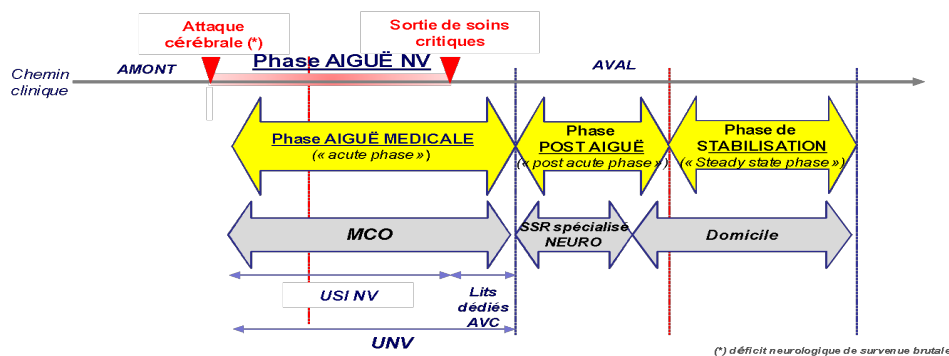 Attaque
cérébrale (*)
Sortie de soins
critiques
Phase AIGUË NV
Chemin
clinique
AMONT
AVAL
Phase AIGUË MEDICALE
(« acute phase »)
Phase
POST AIGUË
(« post acute phase »)
Phase de
STABILISATION
(« Steady state phase »)
MCO
SSR spécialisé
NEURO
Domicile
USI NV
Lits
dédiés
AVC
UNV
(*) déficit neurologique de survenue brutale